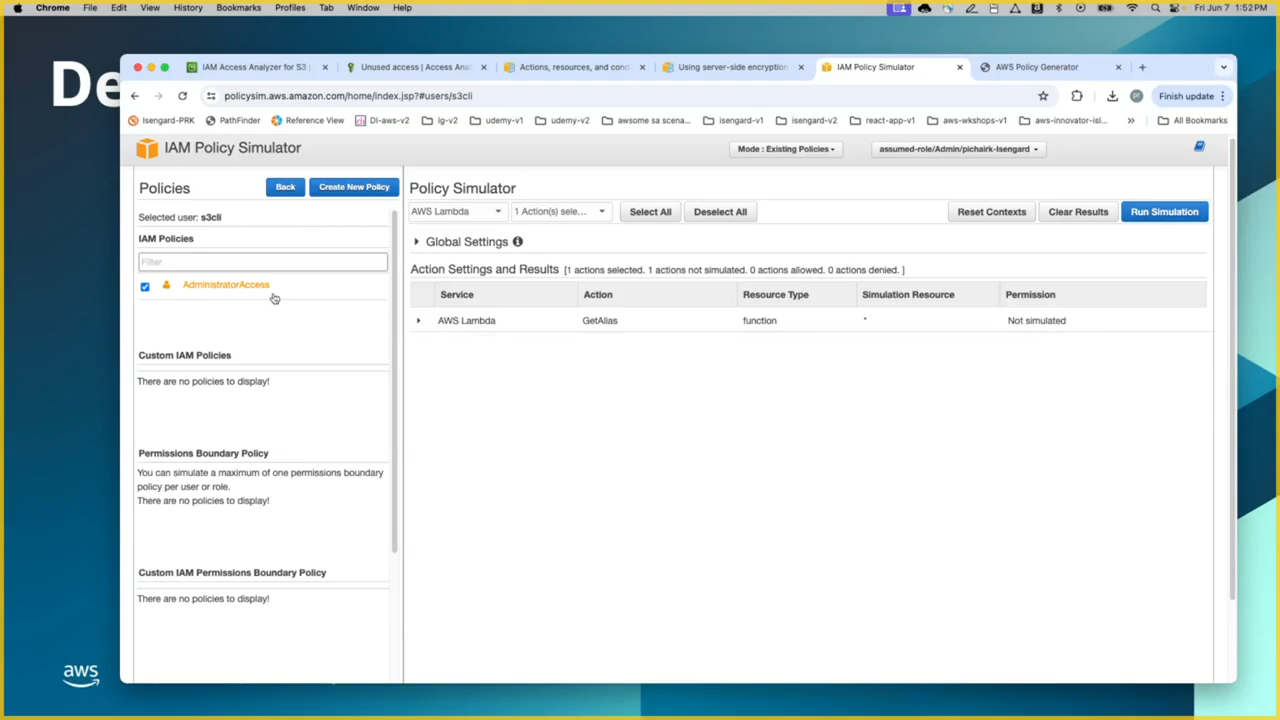 Chrome File Edit View History Bookmarks Profiles Tab Window Help Fri Jun 7 1:52 PM
De
IAM Access Analyzer for S3 | Unused access | Access Anal Actions, resources, and cond Using server-side encryption IAM Policy Simulator AWS Policy Generator
policysim.aws.amazon.com/home/index.jsp?#users/s3cli Finish update
Isengard-PRK PathFinder Reference View DI-aws-v2 lg-v2 udemy-v1 udemy-v2 awsome sa scena... isengard-v1 isengard-v2 react-app-v1 aws-wkshops-v1 aws-innovator-isl... » All Bookmarks
IAM Policy Simulator Mode : Existing Policies assumed-role/Admin/pichairk-Isengard
Policies Back Create New Policy Policy Simulator
Selected user: s3cli AWS Lambda 1 Action(s) sele... Select All Deselect All Reset Contexts Clear Results Run Simulation
IAM Policies Global Settings
Filter Action Settings and Results [1 actions selected. 1 actions not simulated. 0 actions allowed. 0 actions denied. ]
AdministratorAccess Service Action Resource Type Simulation Resource Permission
AWS Lambda GetAlias function * Not simulated
Custom IAM Policies
There are no policies to display!
Permissions Boundary Policy
You can simulate a maximum of one permissions boundary
policy per user or role.
There are no policies to display!
Custom IAM Permissions Boundary Policy
There are no policies to display!
aws